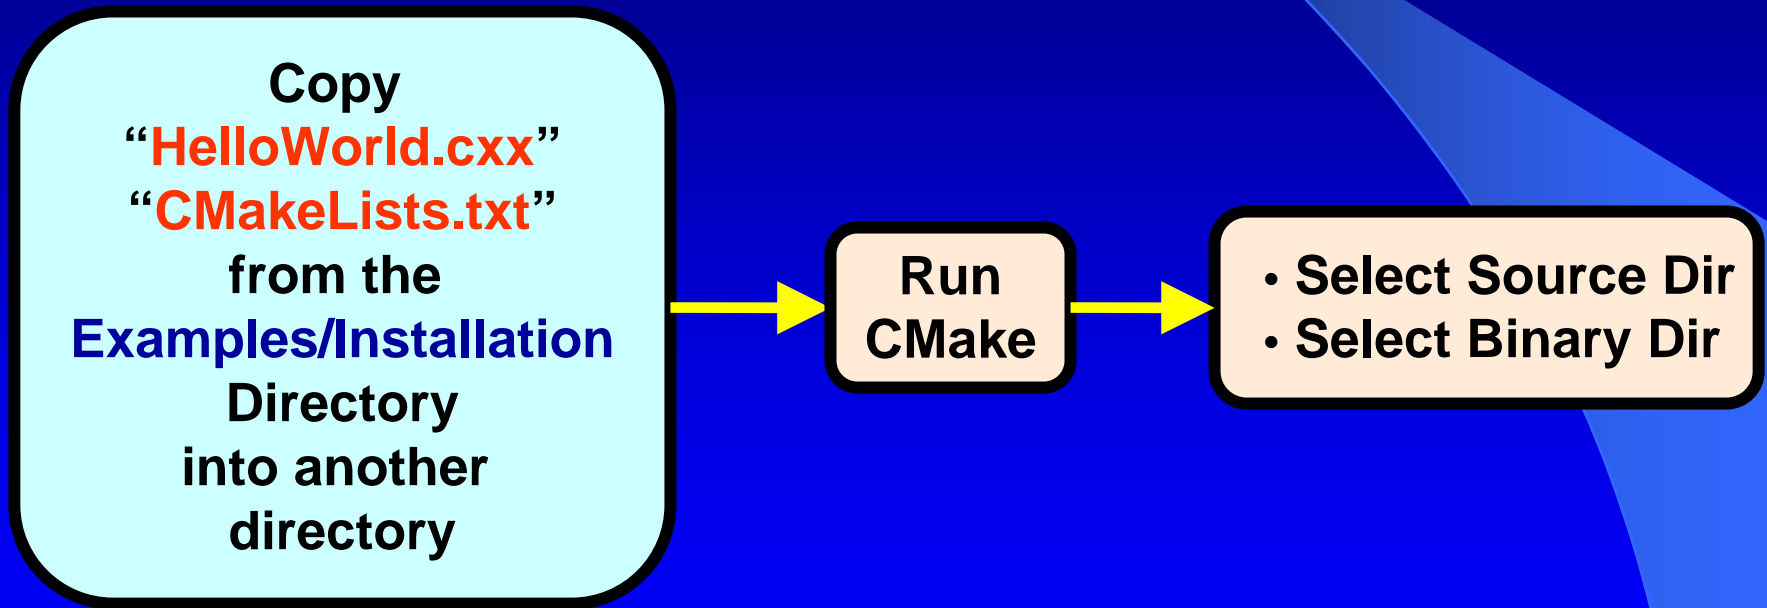 Copy
“HelloWorld.cxx”
“CMakeLists.txt”
from the
Examples/Installation
Directory
into another
directory
Run
CMake
• Select Source Dir
• Select Binary Dir